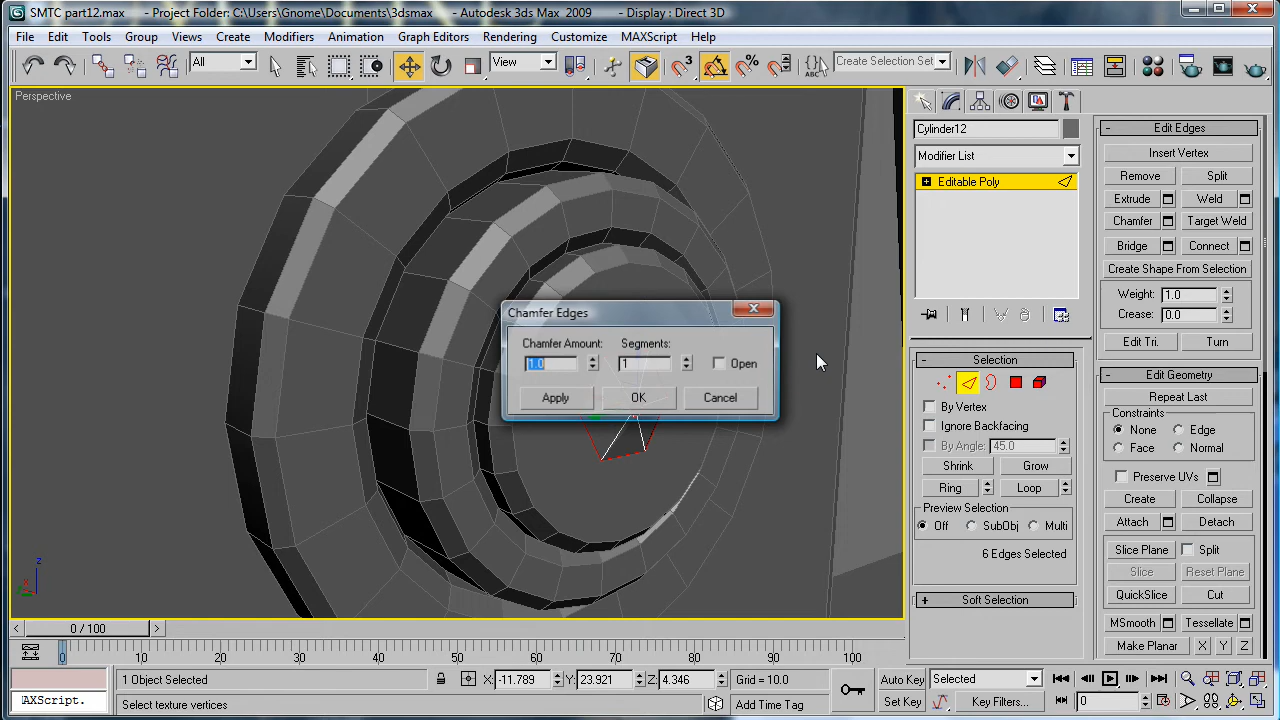 SMTC part12.max - Project Folder: C:\Users\Gnome\Documents\3dsmax - Autodesk 3ds Max 2009 - Display : Direct 3D
File Edit Tools Group Views Create Modifiers Animation Graph Editors Rendering Customize MAXScript Help
All View 3 % ABC Create Selection Set
Perspective
Cylinder12
Modifier List
Editable Poly
Edit Edges
Insert Vertex
Remove Split
Extrude Weld
Chamfer Target Weld
Bridge Connect
Create Shape From Selection
Weight: 1.0
Crease: 0.0
Edit Tri. Turn
Chamfer Edges
Chamfer Amount: Segments:
1.0 1 Open
Apply OK Cancel
Selection
By Vertex
Ignore Backfacing
By Angle: 45.0
Shrink Grow
Ring Loop
Preview Selection
Off SubObj Multi
6 Edges Selected
Soft Selection
Edit Geometry
Repeat Last
Constraints
None Edge
Face Normal
Preserve UVs
Create Collapse
Attach Detach
Slice Plane Split
Slice Reset Plane
QuickSlice Cut
MSmooth Tessellate
Make Planar X Y Z
z
x
< 0 / 100 >
0 10 20 30 40 50 60 70 80 90 100
1 Object Selected X: -11.789 Y: 23.921 Z: 4.346 Grid = 10.0 Auto Key Selected
AXScript. Select texture vertices Add Time Tag Set Key Key Filters... 0